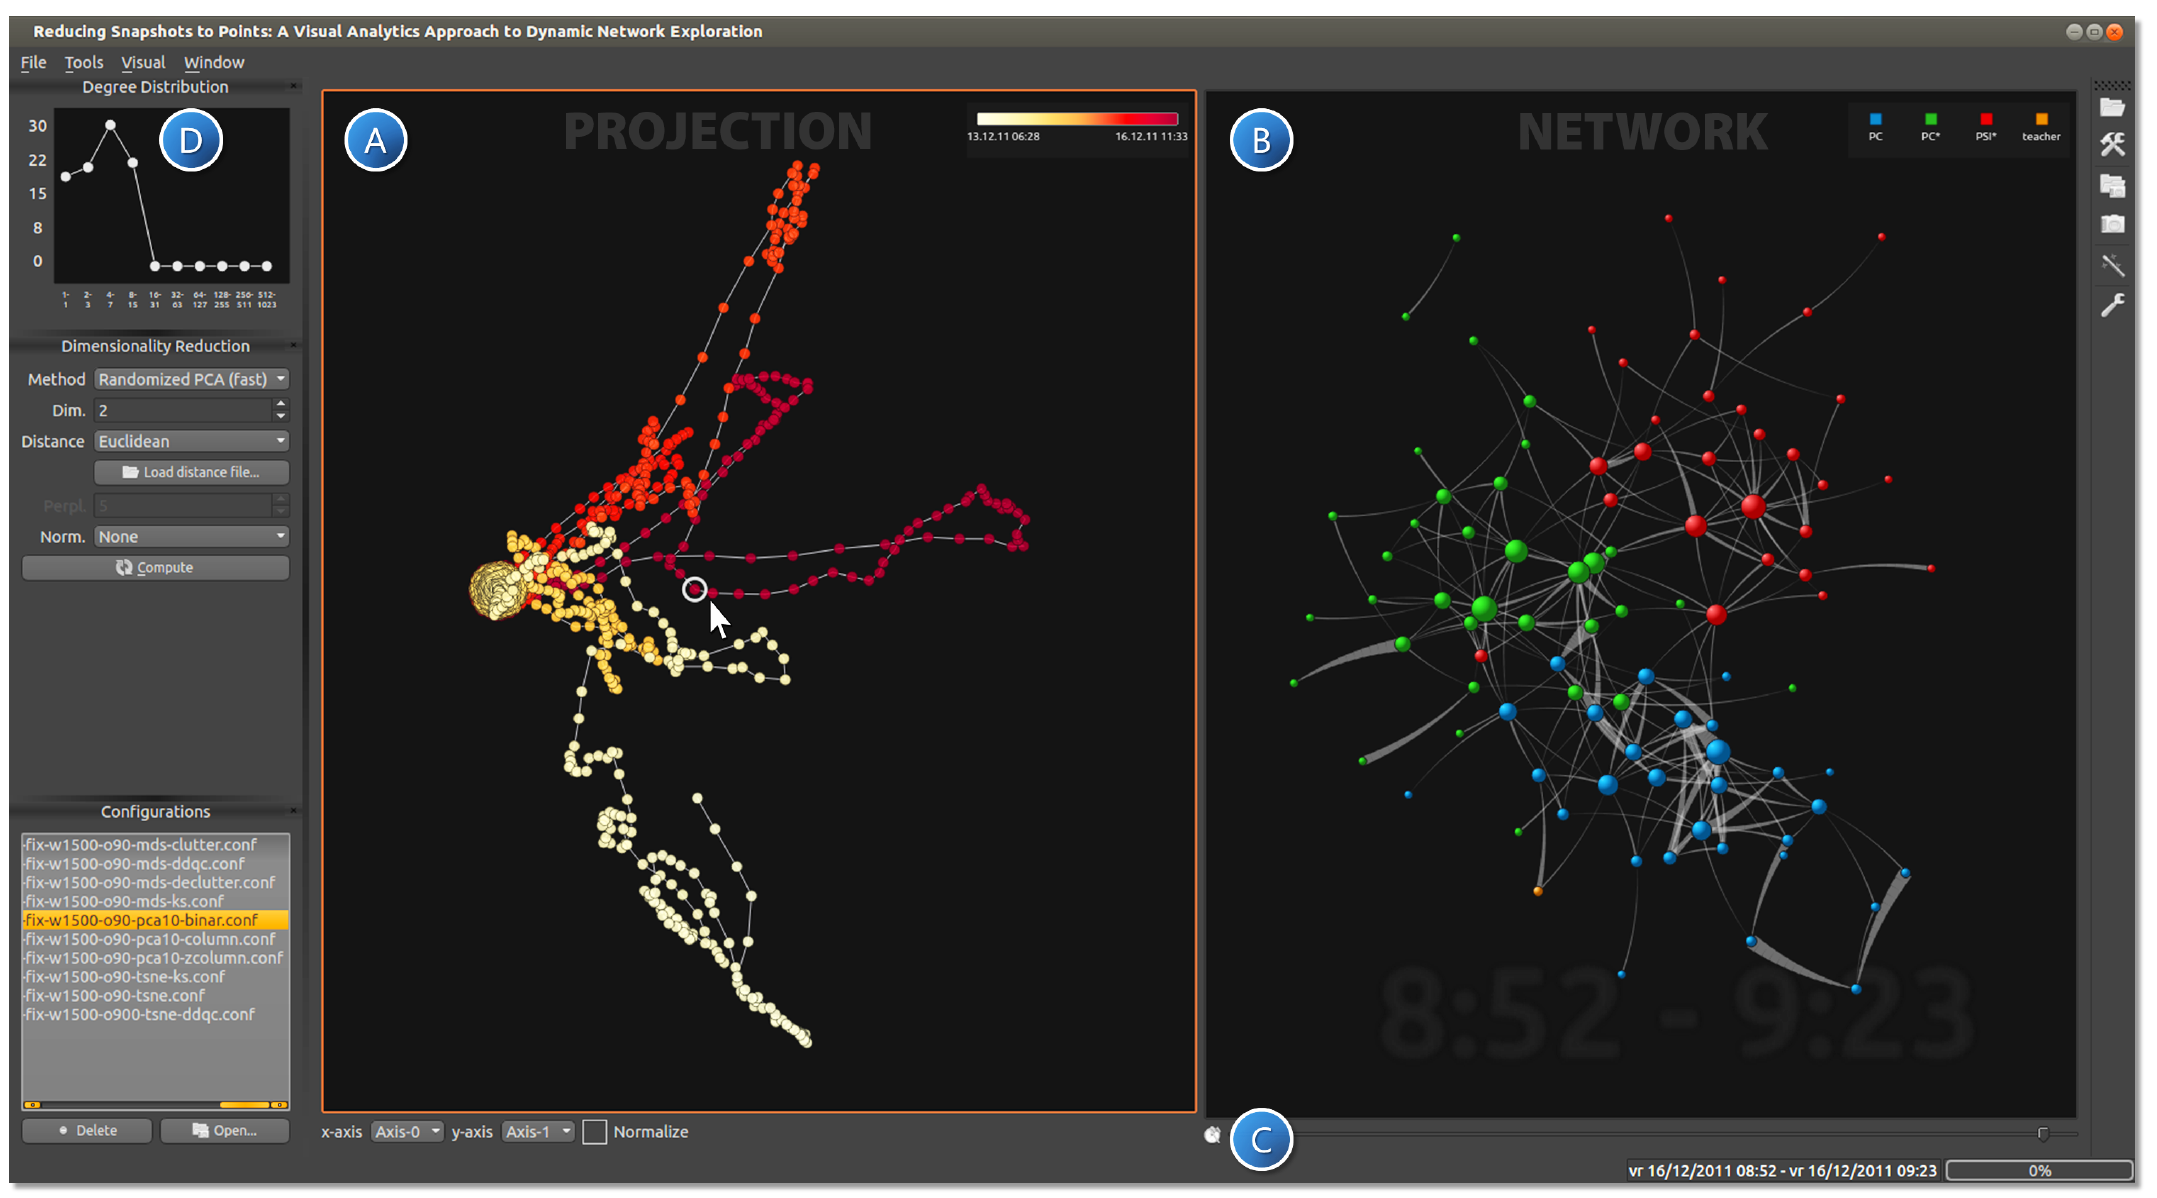 Reducing Snapshots to Points: A Visual Analytics Approach to Dynamic Network Exploration
File Tools Visual Window
Degree Distribution
D
30
22
15
8
0
1- 2- 4- 8- 16- 32- 64- 128- 256- 512-
1 3 7 15 31 63 127 255 511 1023
Dimensionality Reduction
Method Randomized PCA (fast)
Dim. 2
Distance Euclidean
Load distance file...
Perpl. 5
Norm. None
Compute
Configurations
-fix-w1500-o90-mds-clutter.conf
-fix-w1500-o90-mds-ddqc.conf
-fix-w1500-o90-mds-declutter.conf
-fix-w1500-o90-mds-ks.conf
-fix-w1500-o90-pca10-binar.conf
-fix-w1500-o90-pca10-column.conf
-fix-w1500-o90-pca10-zcolumn.conf
-fix-w1500-o90-tsne-ks.conf
-fix-w1500-o90-tsne.conf
-fix-w1500-o900-tsne-ddqc.conf
Delete Open...
A
PROJECTION
13.12.11 06:28 16.12.11 11:33
x-axis Axis-0 y-axis Axis-1 Normalize
B
NETWORK
PC PC* PSI* teacher
8:52 - 9:23
C
vr 16/12/2011 08:52 - vr 16/12/2011 09:23 0%